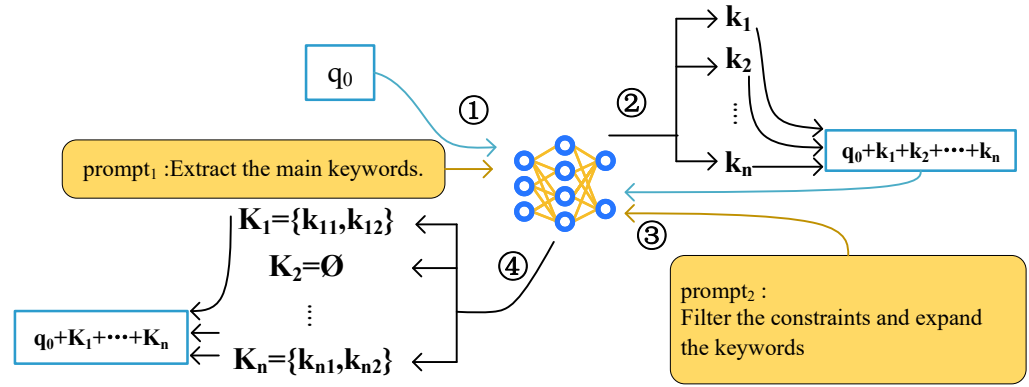 q₀
①
②
k₁
k₂
⋮
kₙ
q₀+k₁+k₂+⋯+kₙ
prompt₁ :Extract the main keywords.
③
prompt₂ :
Filter the constraints and expand
the keywords
④
K₁={k₁₁,k₁₂}
K₂=Ø
⋮
Kₙ={kₙ₁,kₙ₂}
q₀+K₁+⋯+Kₙ